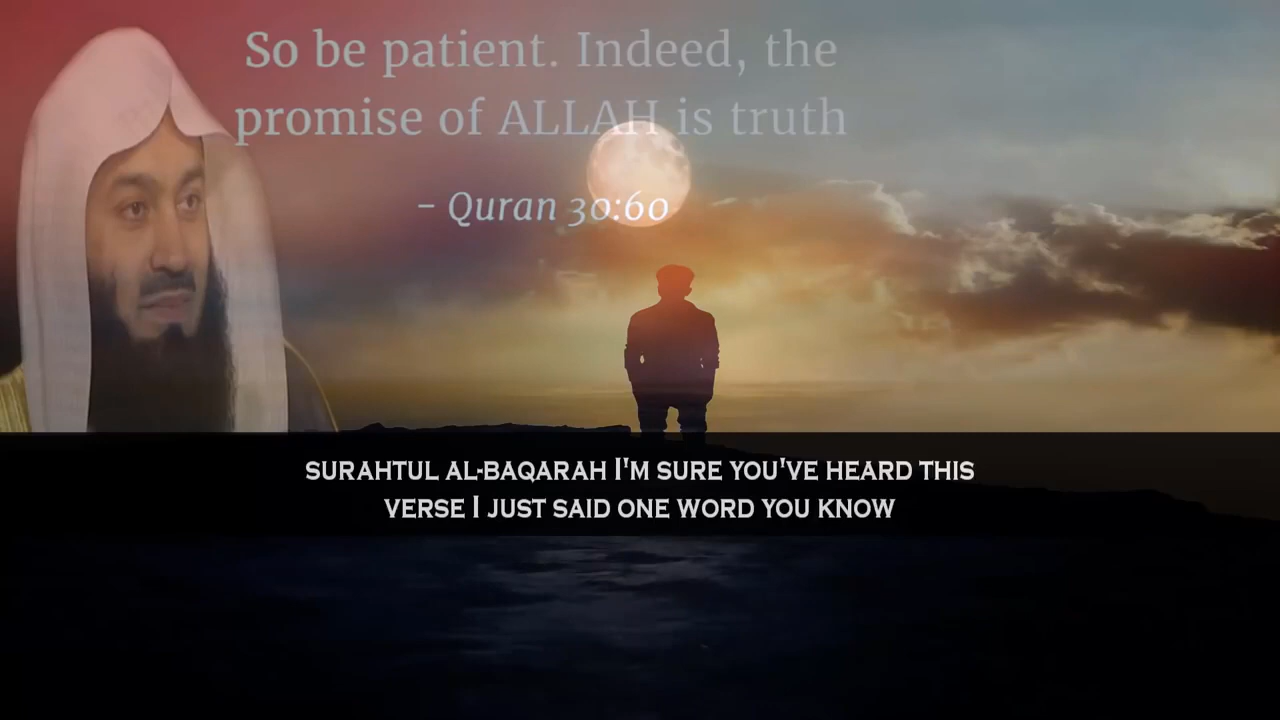 So be patient. Indeed, the
promise of ALLAH is truth
– Quran 30:60
SURAHTUL AL-BAQARAH I'M SURE YOU'VE HEARD THIS
VERSE I JUST SAID ONE WORD YOU KNOW